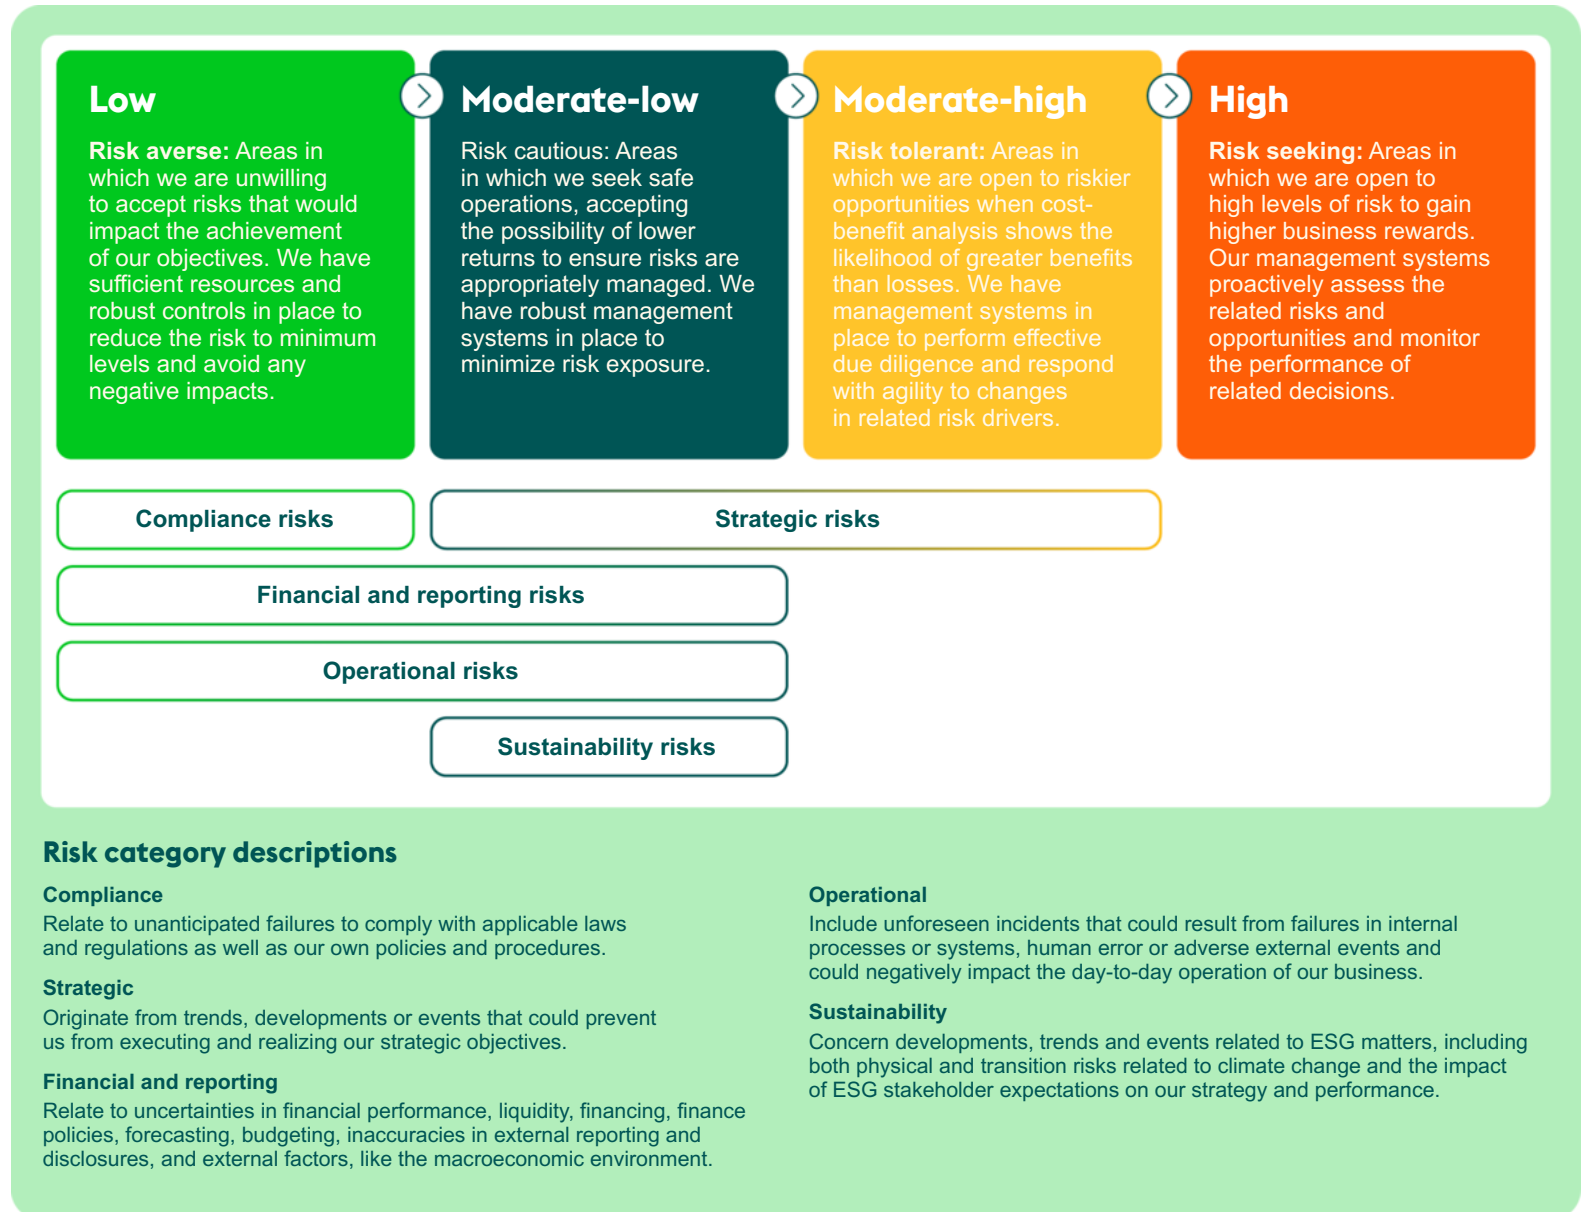 Low
Risk averse: Areas in
which we are unwilling
to accept risks that would
impact the achievement
of our objectives. We have
sufficient resources and
robust controls in place to
reduce the risk to minimum
levels and avoid any
negative impacts.
Moderate-low
Risk cautious: Areas
in which we seek safe
operations, accepting
the possibility of lower
returns to ensure risks are
appropriately managed. We
have robust management
systems in place to
minimize risk exposure.
Moderate-high
Risk tolerant: Areas in
which we are open to riskier
opportunities when cost-
benefit analysis shows the
likelihood of greater benefits
than losses. We have
management systems in
place to perform effective
due diligence and respond
with agility to changes
in related risk drivers.
High
Risk seeking: Areas in
which we are open to
high levels of risk to gain
higher business rewards.
Our management systems
proactively assess the
related risks and
opportunities and monitor
the performance of
related decisions.
Compliance risks
Strategic risks
Financial and reporting risks
Operational risks
Sustainability risks
Risk category descriptions
Compliance
Relate to unanticipated failures to comply with applicable laws
and regulations as well as our own policies and procedures.
Strategic
Originate from trends, developments or events that could prevent
us from executing and realizing our strategic objectives.
Financial and reporting
Relate to uncertainties in financial performance, liquidity, financing, finance
policies, forecasting, budgeting, inaccuracies in external reporting and
disclosures, and external factors, like the macroeconomic environment.
Operational
Include unforeseen incidents that could result from failures in internal
processes or systems, human error or adverse external events and
could negatively impact the day-to-day operation of our business.
Sustainability
Concern developments, trends and events related to ESG matters, including
both physical and transition risks related to climate change and the impact
of ESG stakeholder expectations on our strategy and performance.